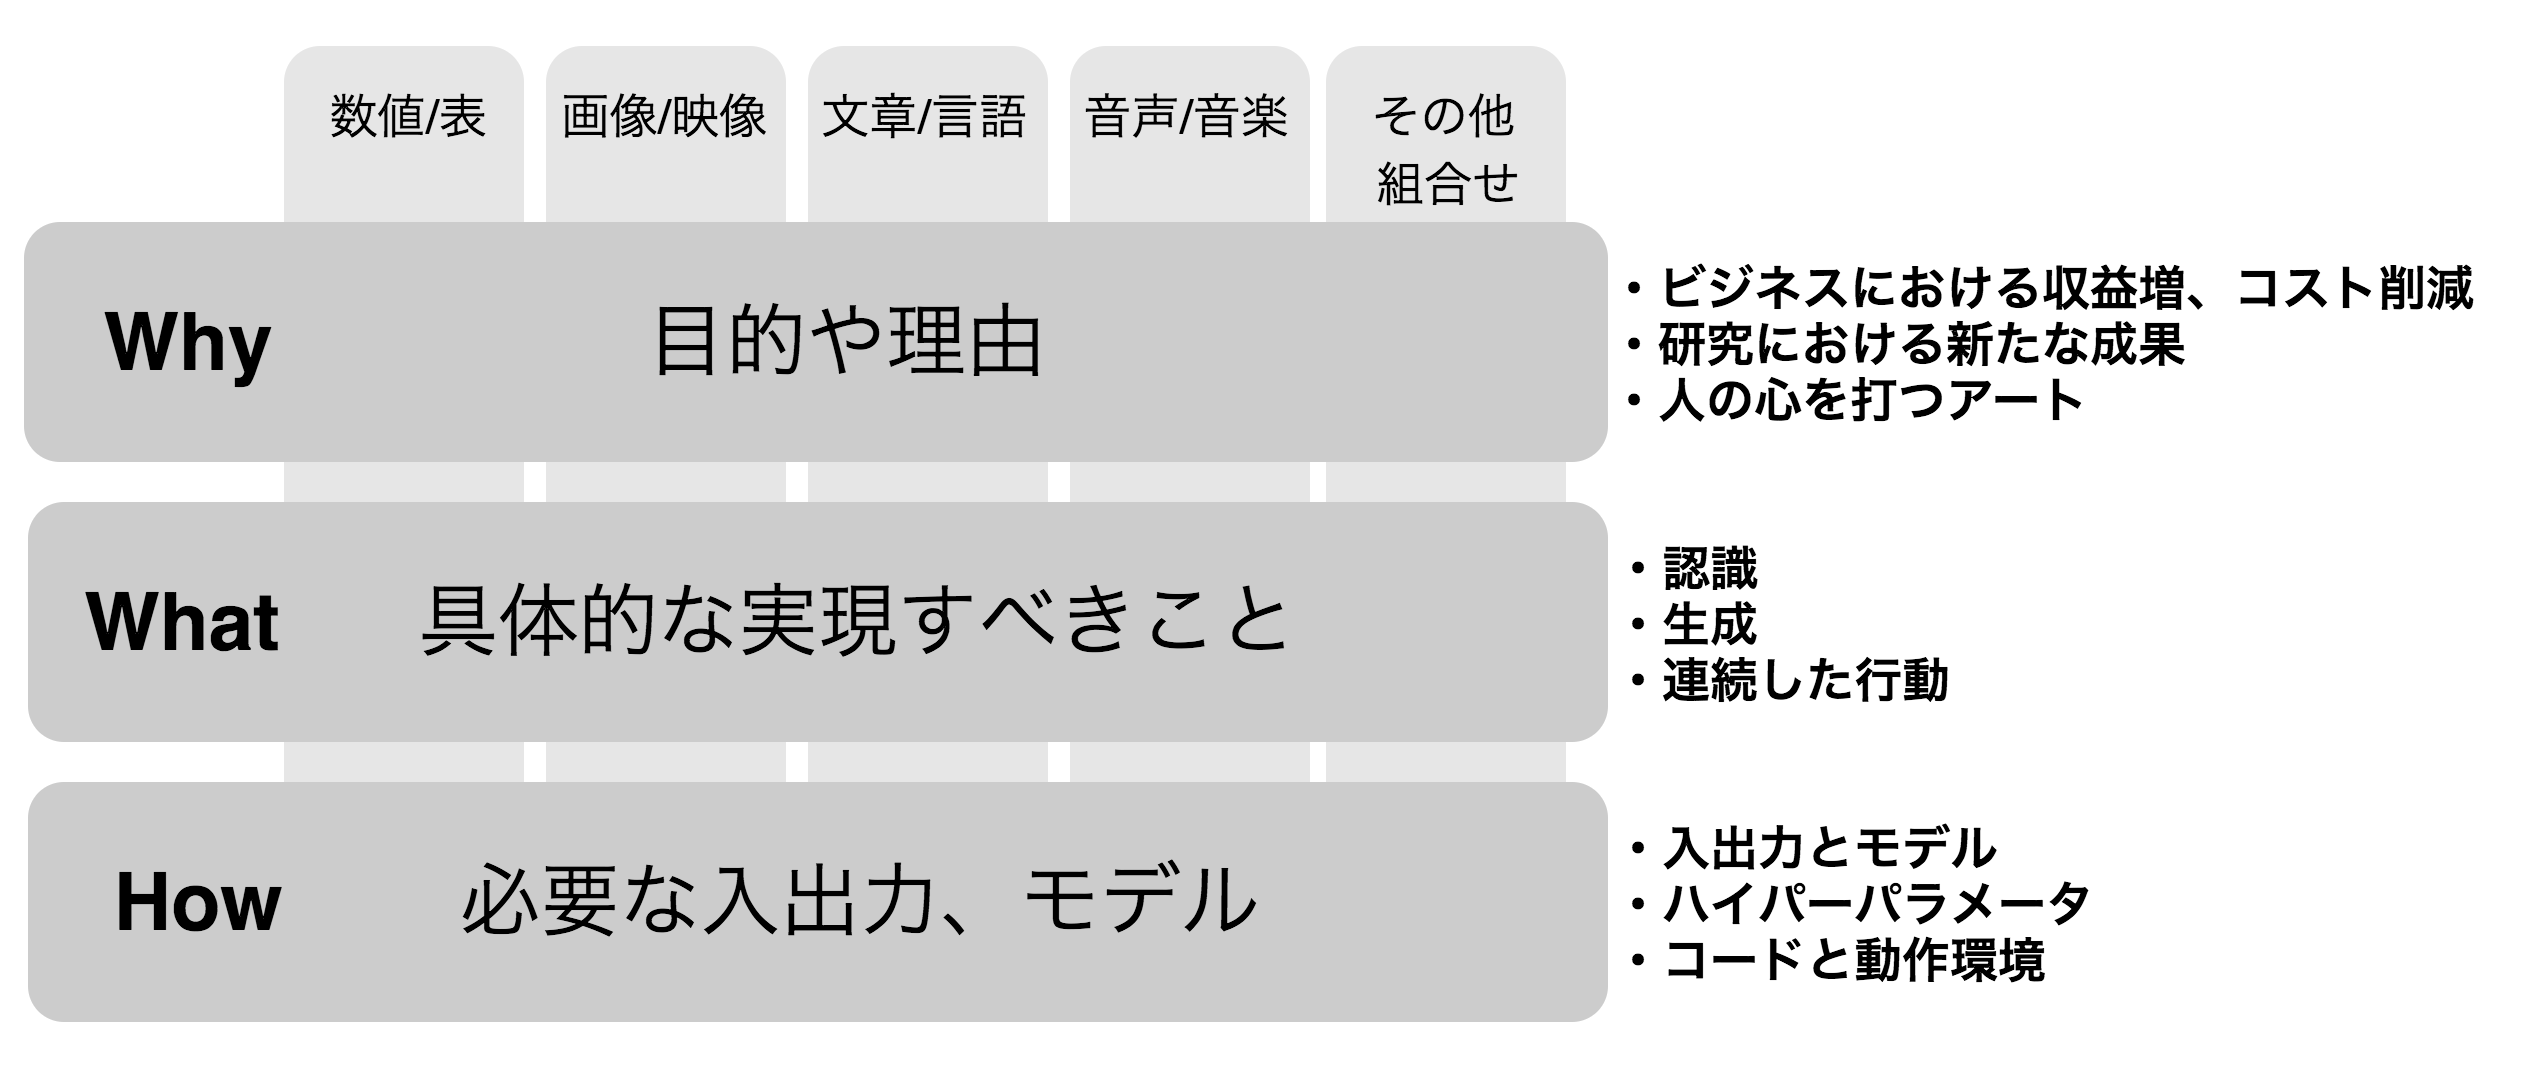 数値/表
画像/映像
文章/言語
音声/音楽
その他
組合せ
Why
目的や理由
・ビジネスにおける収益増、コスト削減
・研究における新たな成果
・人の心を打つアート
What
具体的な実現すべきこと
・認識
・生成
・連続した行動
How
必要な入出力、モデル
・入出力とモデル
・ハイパーパラメータ
・コードと動作環境